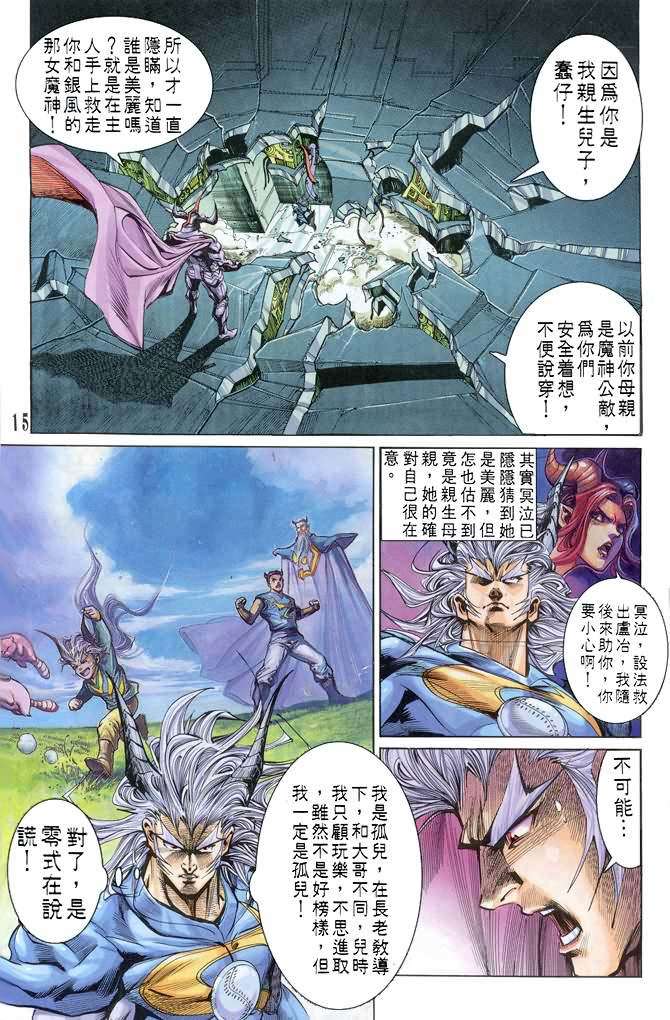 因爲你是
我親生兒子，
蠢仔！
以前你母親
是魔神公敵，
爲你們
安全着想，
不便說穿！
所以才一直
隱瞞，知道
誰是美麗嗎
？就是在主
人手上救走
你和銀風的
那女魔神！
15
其實冥泣已
隱隱猜到她
是美麗，但
怎也估不到
竟是親生母
親，她的確
對自己很在
意。
冥泣，設法救
出盧冶，我隨
後來助你，你
要小心啊！
不可能…
我是孤兒，在長老教導
下，和大哥不同，兒時
我只顧玩樂，不思進取
，雖然不是好榜樣，但
我一定是孤兒！
對了，是
零式在說
謊！